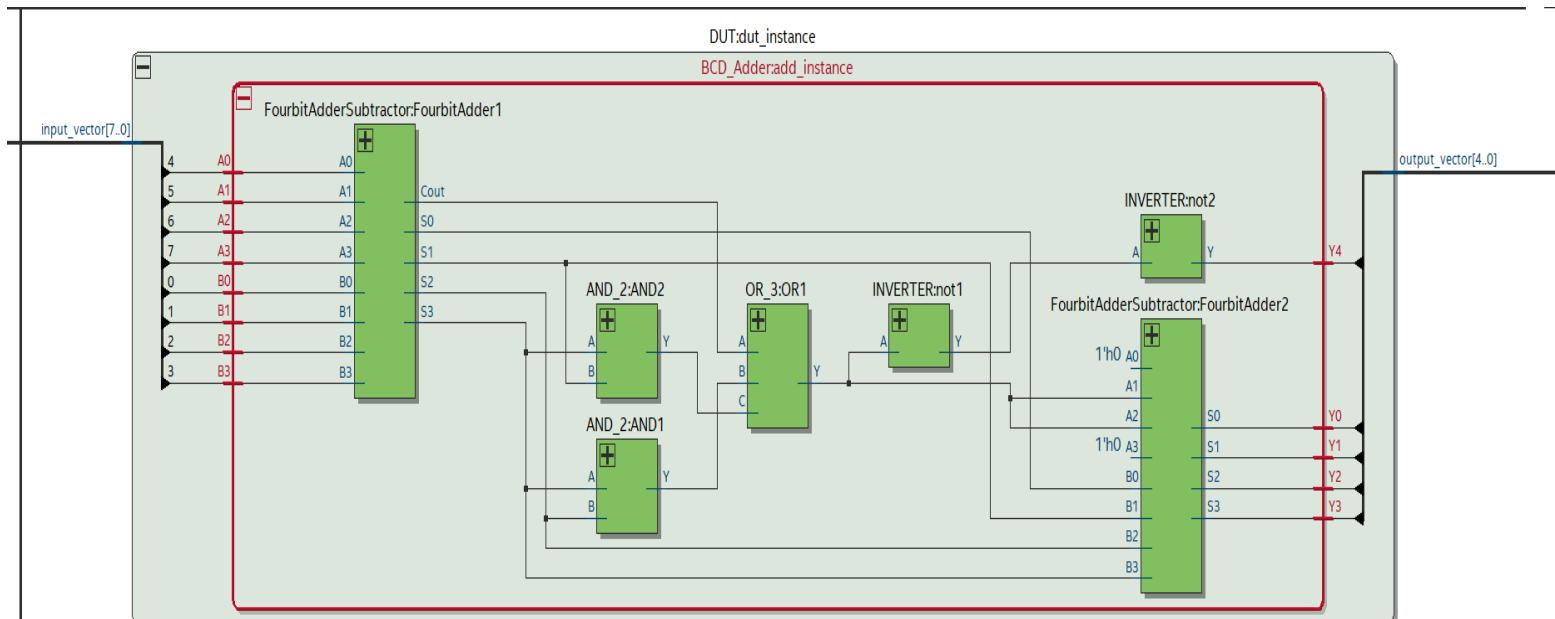 DUT:dut_instance
BCD_Adder:add_instance
FourbitAdderSubtractor:FourbitAdder1
input_vector[7..0]
output_vector[4..0]
4 A0 A0
5 A1 A1 Cout
6 A2 A2 S0
7 A3 A3 S1
0 B0 B0 S2
1 B1 B1 S3
2 B2 B2
3 B3 B3
AND_2:AND2
A Y
B
AND_2:AND1
A Y
B
OR_3:OR1
A
B Y
C
INVERTER:not1
A Y
INVERTER:not2
A Y Y4
FourbitAdderSubtractor:FourbitAdder2
1'h0 A0
A1
A2 S0 Y0
1'h0 A3 S1 Y1
B0 S2 Y2
B1 S3 Y3
B2
B3